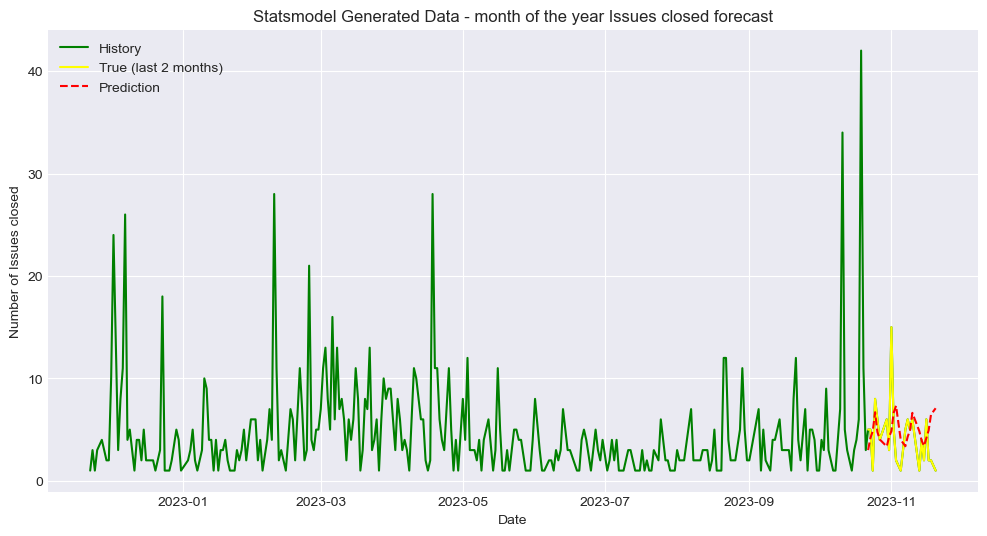 Statsmodel Generated Data - month of the year Issues closed forecast
History
True (last 2 months)
Prediction
Number of Issues closed
40
30
20
10
0
2023-01
2023-03
2023-05
2023-07
2023-09
2023-11
Date